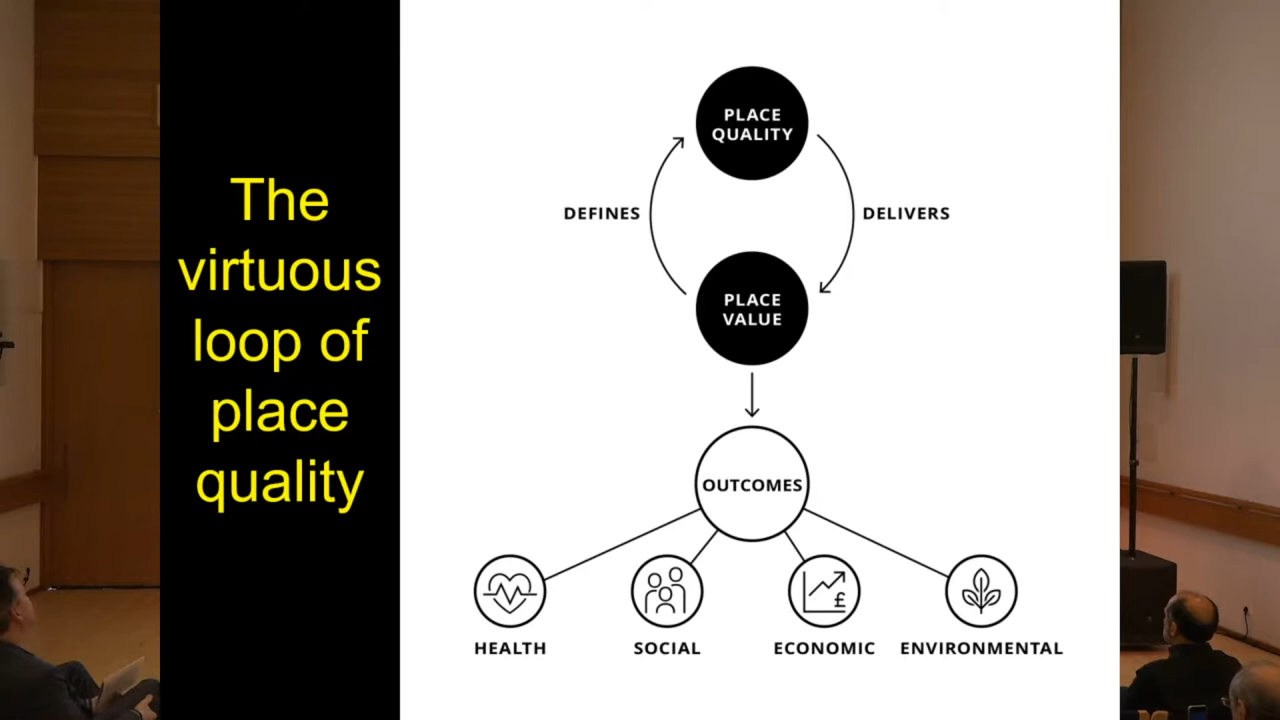 The
virtuous
loop of
place
quality
PLACE
QUALITY
DEFINES
DELIVERS
PLACE
VALUE
OUTCOMES
£
HEALTH
SOCIAL
ECONOMIC
ENVIRONMENTAL